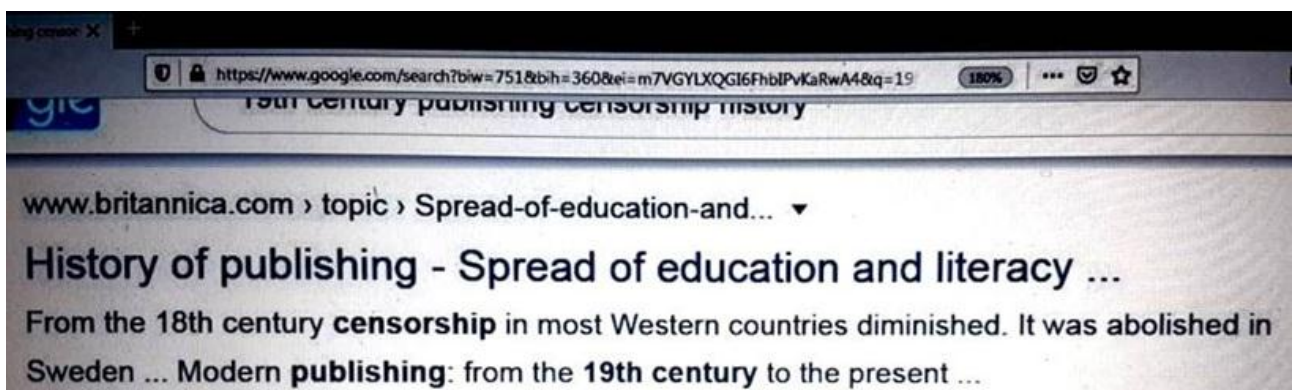 https://www.google.com/search?biw=751&bih=360&ei=m7VGYLXQGI6FhbIPvKaRwA4&q=19 180%
19th century publishing censorship history
www.britannica.com › topic › Spread-of-education-and...
History of publishing - Spread of education and literacy ...
From the 18th century censorship in most Western countries diminished. It was abolished in
Sweden ... Modern publishing: from the 19th century to the present ...